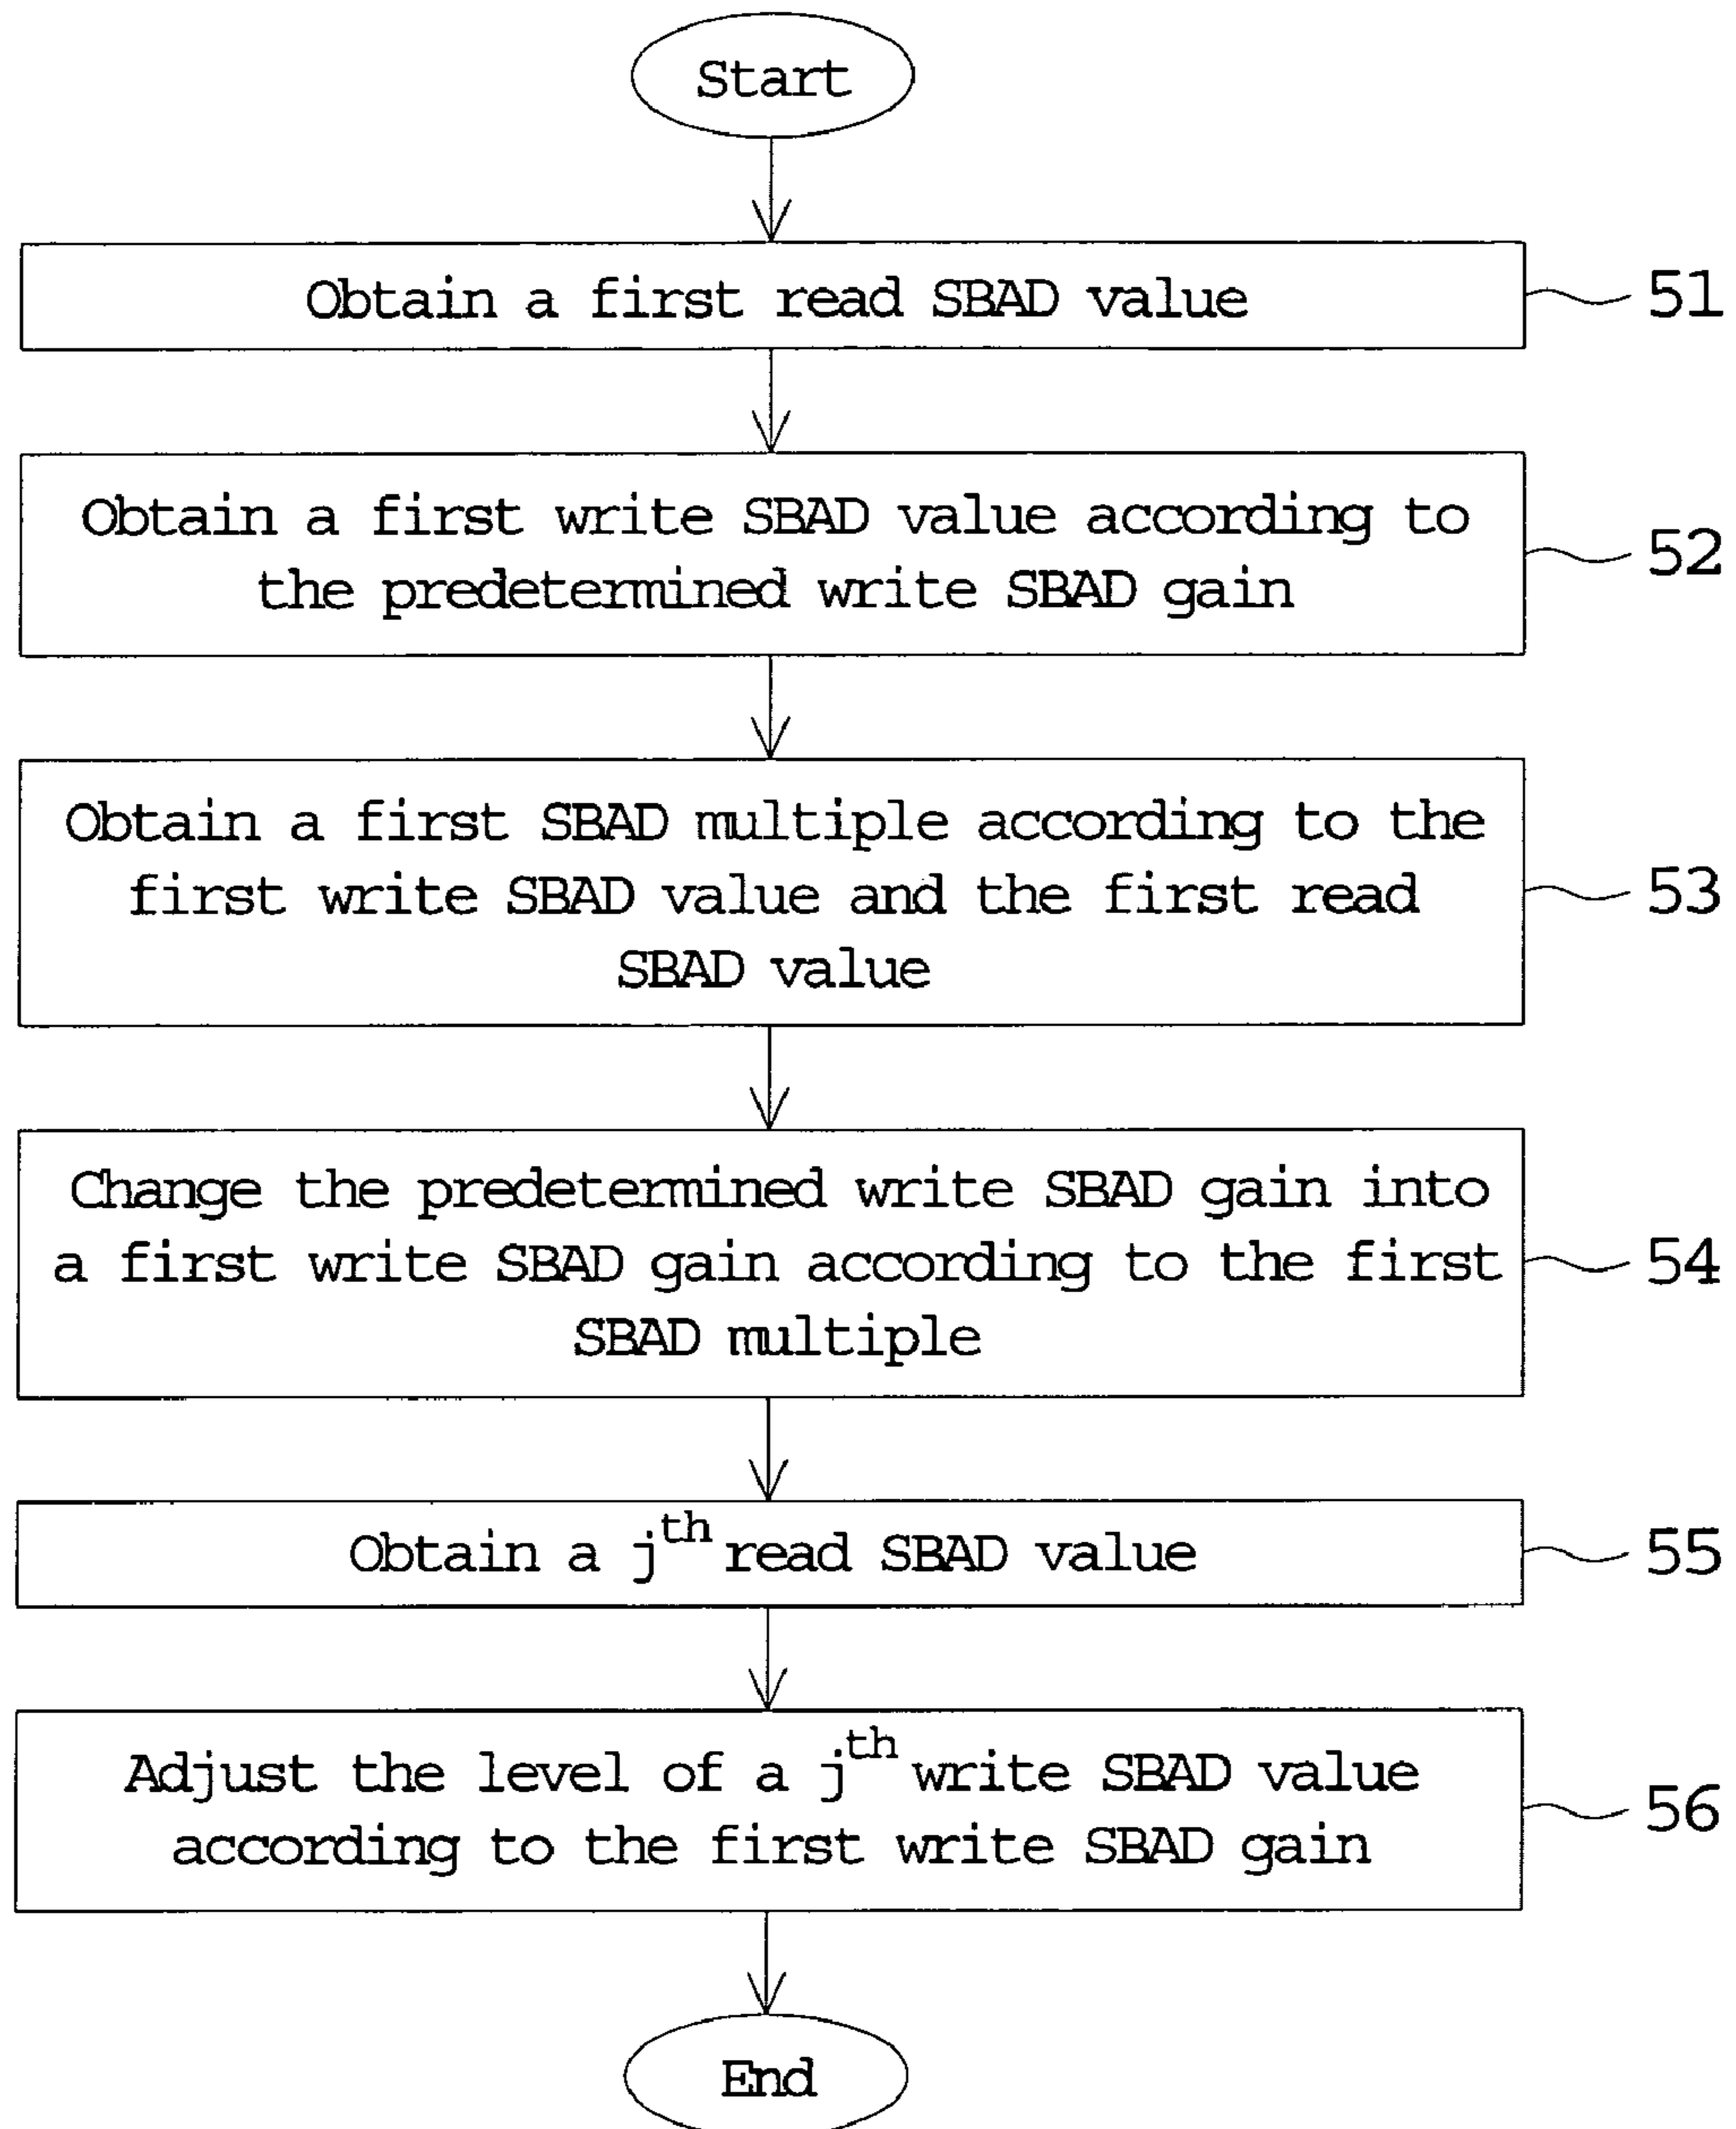 Start
Obtain a first read SBAD value
51
Obtain a first write SBAD value according to
the predetermined write SBAD gain
52
Obtain a first SBAD multiple according to the
first write SBAD value and the first read
SBAD value
53
Change the predetermined write SBAD gain into
a first write SBAD gain according to the first
SBAD multiple
54
Obtain a jth read SBAD value
55
Adjust the level of a jth write SBAD value
according to the first write SBAD gain
56
End